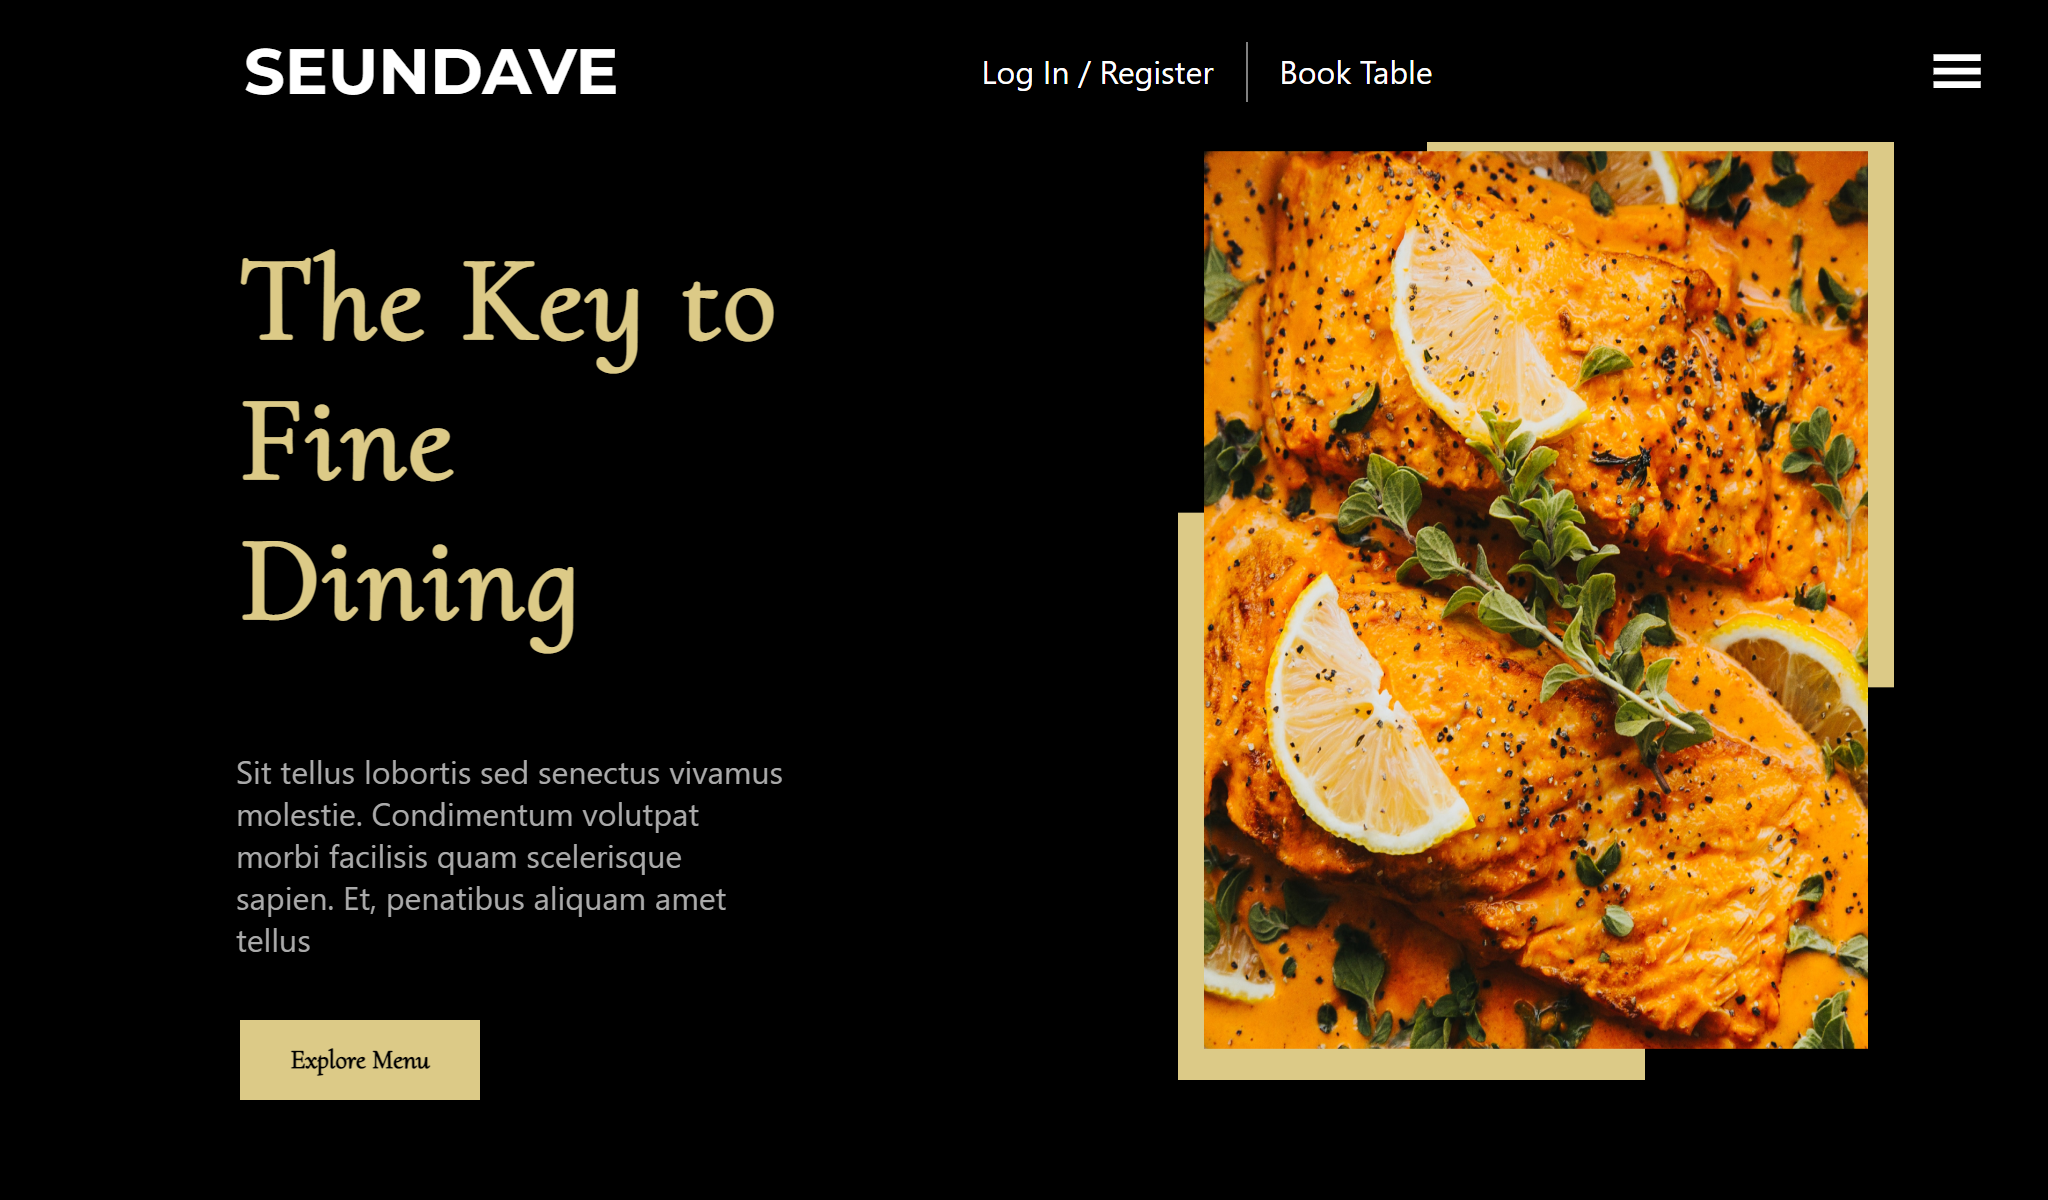 SEUNDAVE
Log In / Register
Book Table
The Key to
Fine
Dining
Sit tellus lobortis sed senectus vivamus
molestie. Condimentum volutpat
morbi facilisis quam scelerisque
sapien. Et, penatibus aliquam amet
tellus
Explore Menu